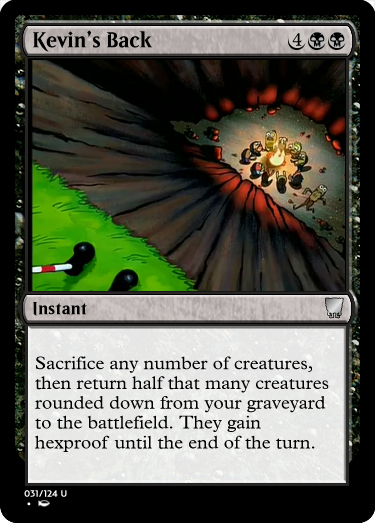 Kevin's Back 4
Instant
Sacrifice any number of creatures,
then return half that many creatures
rounded down from your graveyard
to the battlefield. They gain
hexproof until the end of the turn.
031/124 U